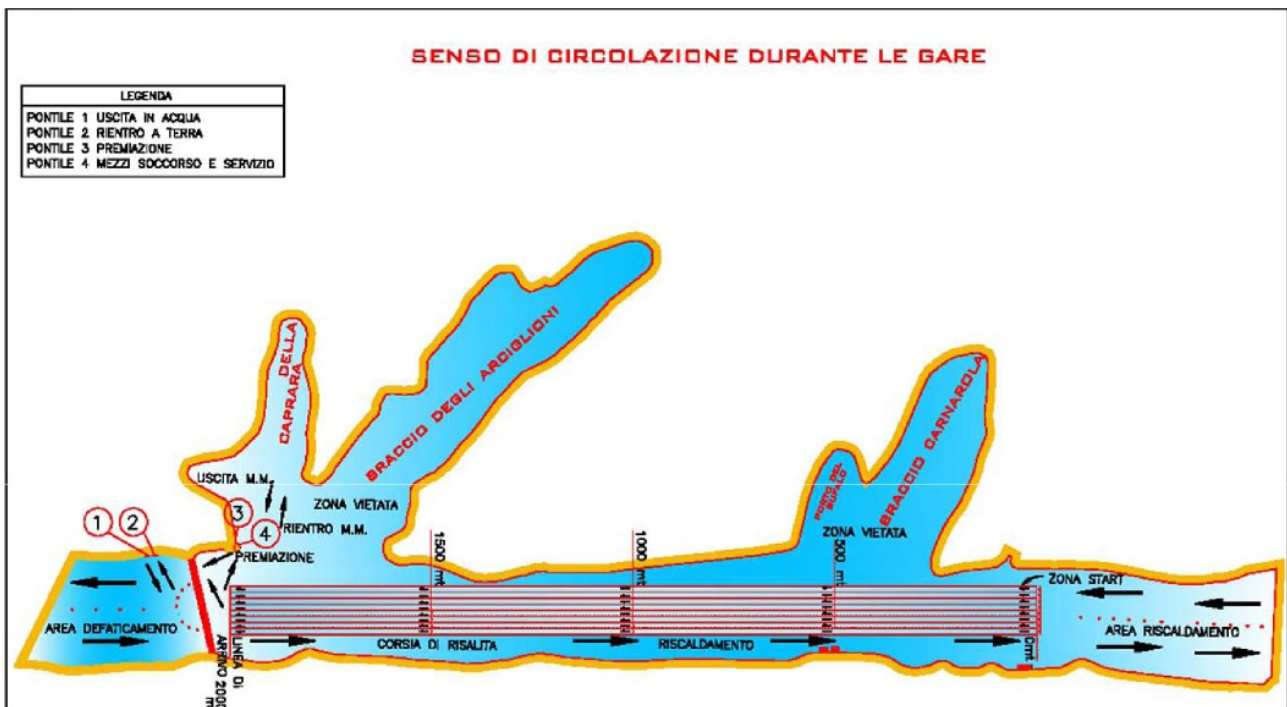 SENSO DI CIRCOLAZIONE DURANTE LE GARE
LEGENDA
PONTILE 1 USCITA IN ACQUA
PONTILE 2 RIENTRO A TERRA
PONTILE 3 PREMIAZIONE
PONTILE 4 MEZZI SOCCORSO E SERVIZIO
DELLA
CAPRARA
BRACCIO DEGLI ARCIGLIONI
BRACCIO CARNAROLA
USCITA M.M.
ZONA VIETATA
3
4
RIENTRO M.M.
1
2
PREMIAZIONE
1500 mt
1000 mt
500 mt
ZONA VIETATA
ZONA START
AREA DEFATICAMENTO
LINEA DI
ARRIVO 2000
m
CORSIA DI RISALITA
RISCALDAMENTO
0mt
AREA RISCALDAMENTO